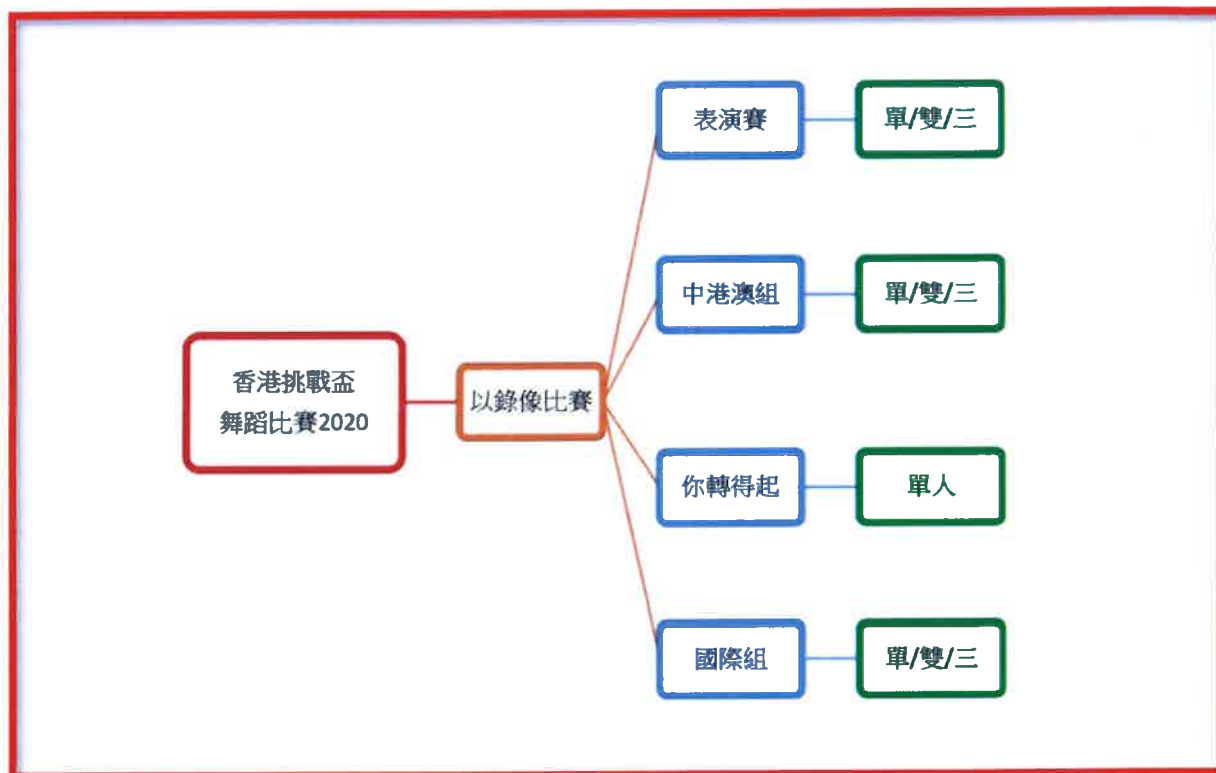 表演賽
單/雙/三
中港澳組
單/雙/三
香港挑戰盃
舞蹈比賽2020
以錄像比賽
你轉得起
單人
國際組
單/雙/三